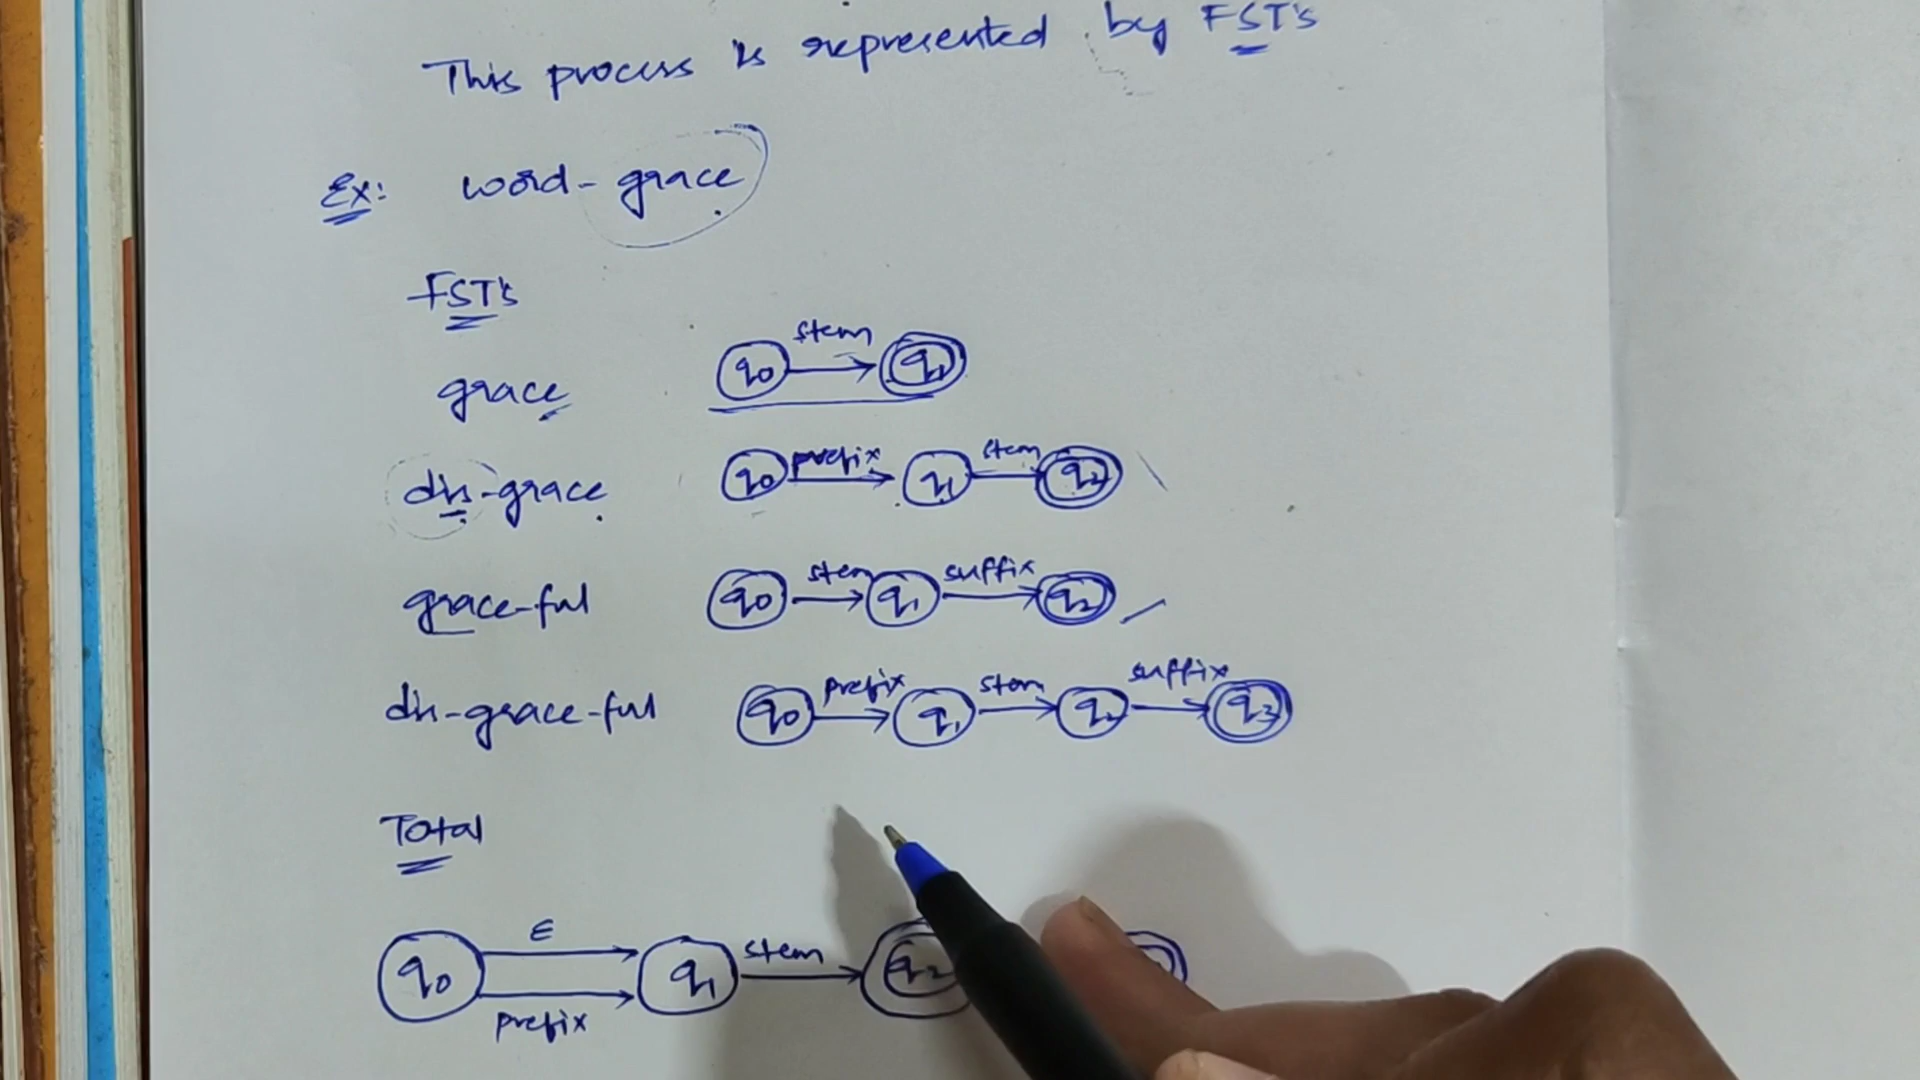 This process is represented by FST's
Ex: word - grace
FST's
grace q0 stem q1
dis-grace q0 prefix q1 stem q2
grace-ful q0 stem q1 suffix q2
dis-grace-ful q0 prefix q1 stem q2 suffix q3
Total
q0 ε prefix q1 stem q2